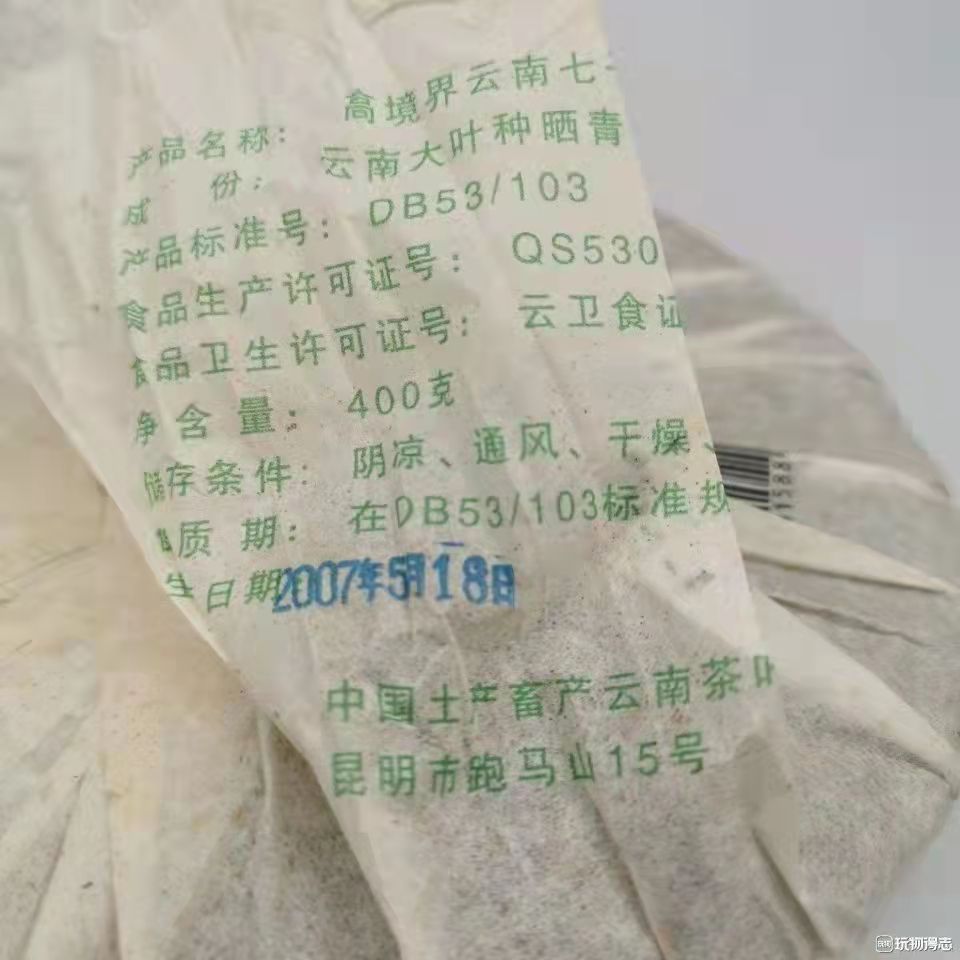 产品名称: 高境界云南七
成 份: 云南大叶种晒青
产品标准号: DB53/103
食品生产许可证号: QS530
食品卫生许可证号: 云卫食证
净含量: 400克
储存条件: 阴凉、通风、干燥、
质期: 在DB53/103标准规
生日期 2007年5月18日
中国土产畜产云南茶叶
昆明市跑马山15号
1588
玩物得志